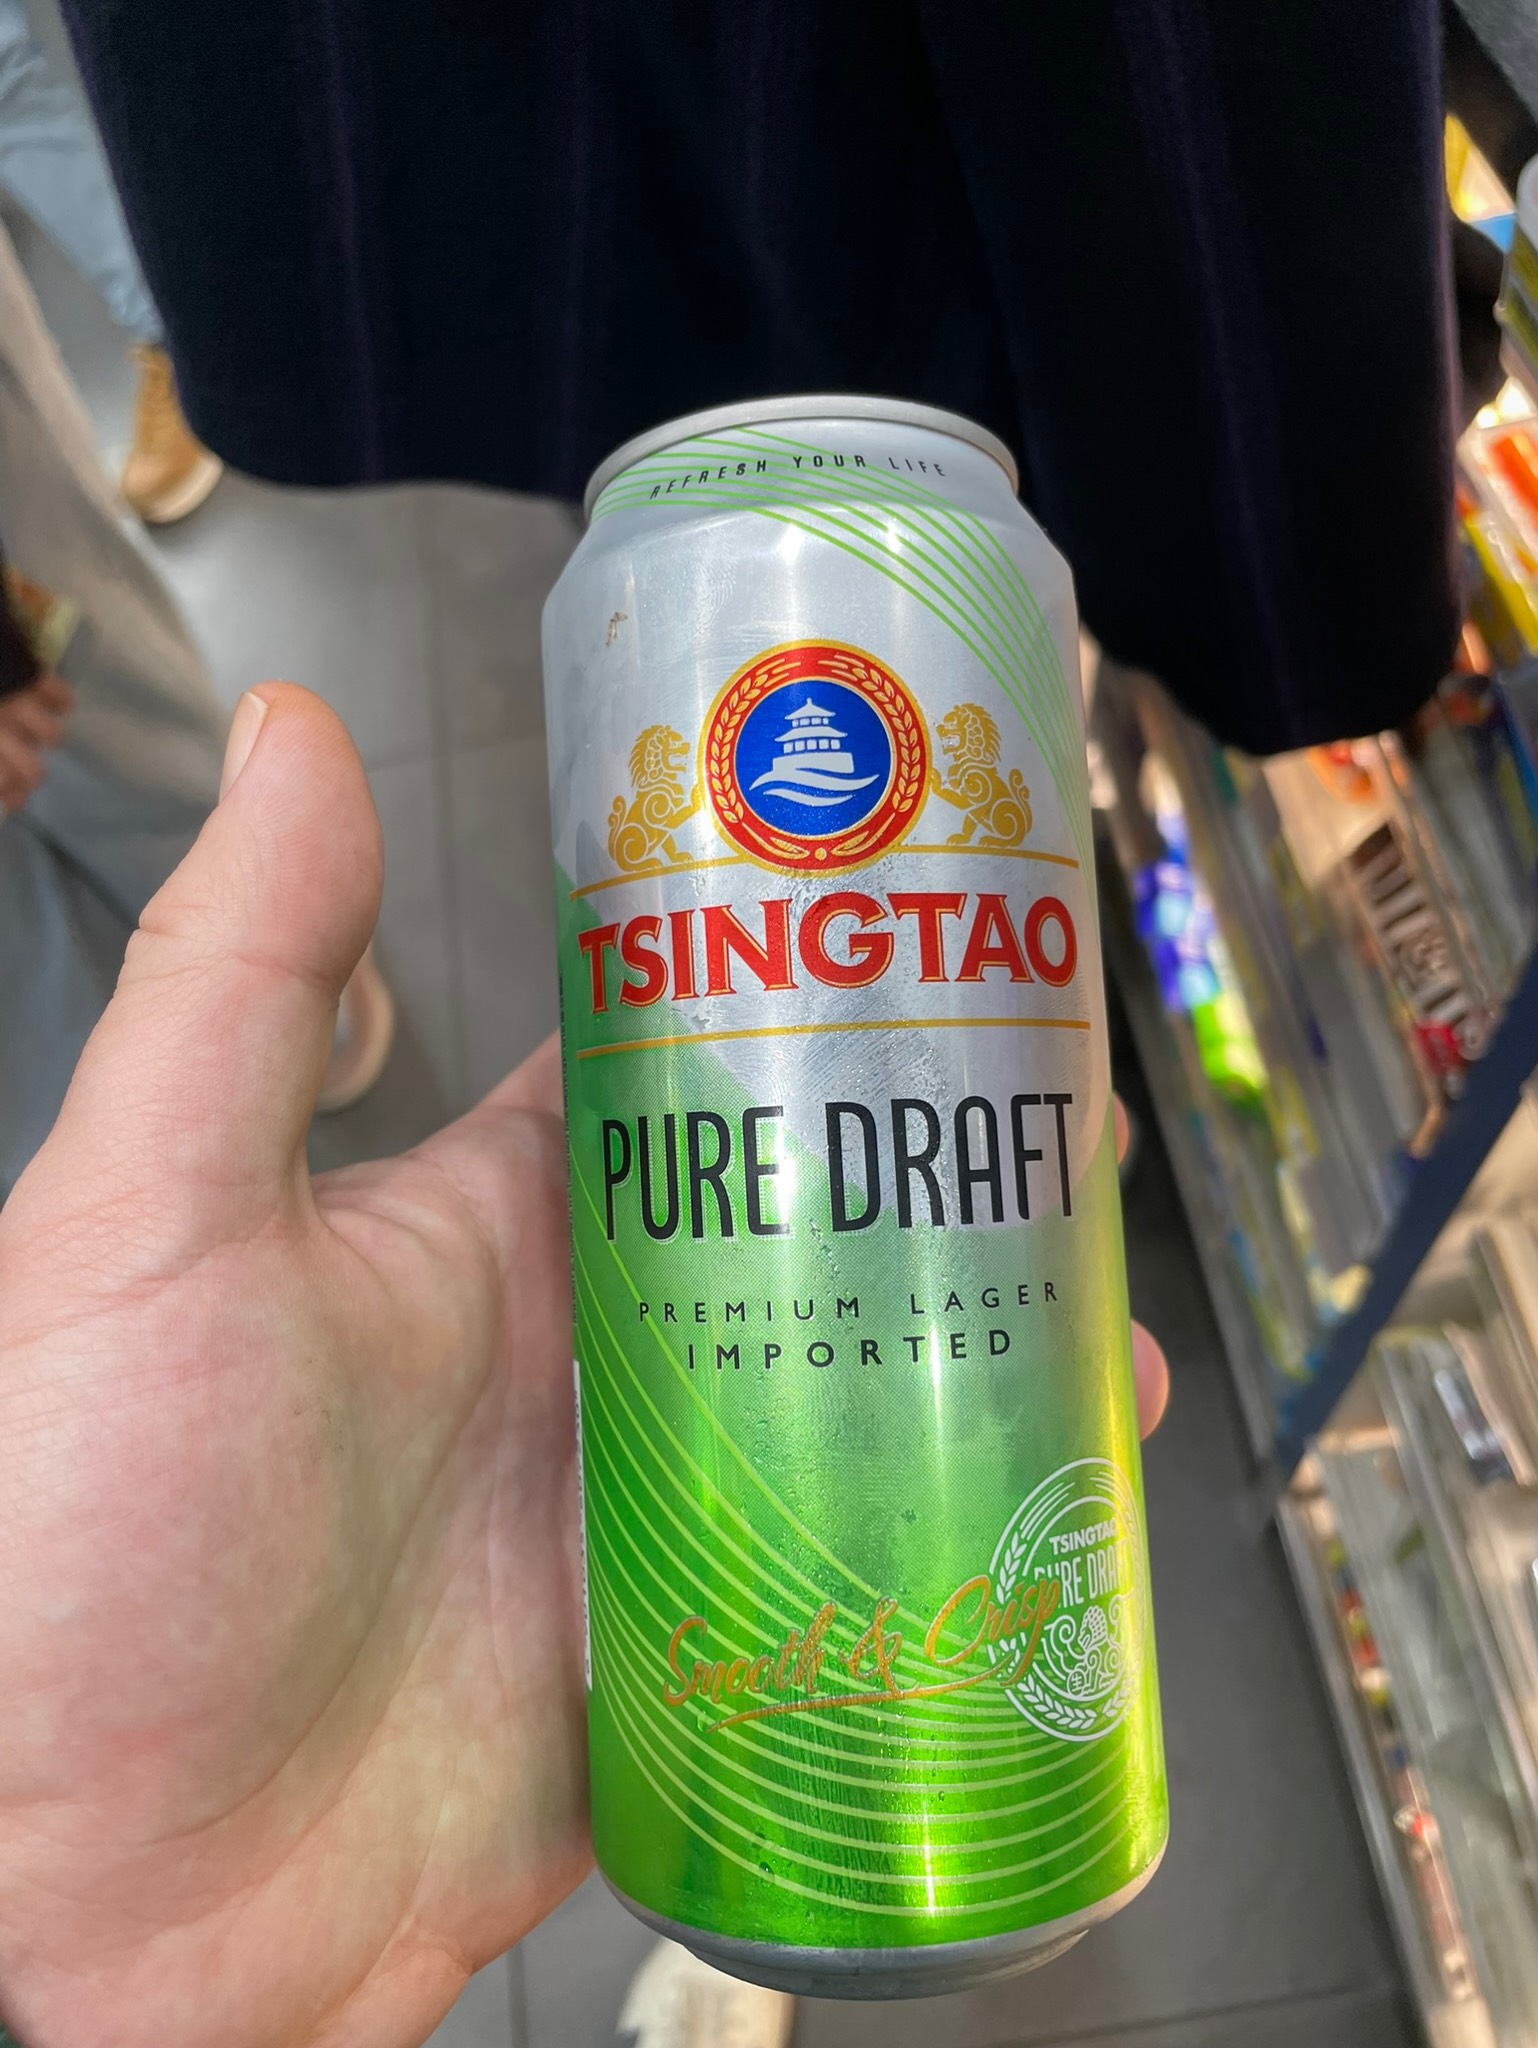 REFRESH YOUR LIFE
TSINGTAO
PURE DRAFT
PREMIUM LAGER
IMPORTED
TSINGTAO
PURE DRAFT
Smooth & Crisp